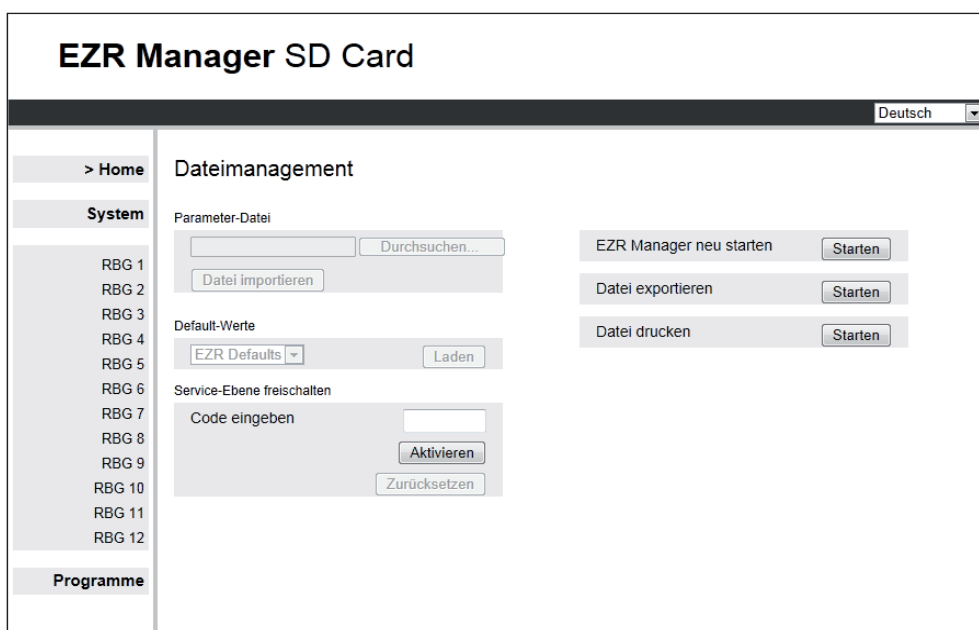 EZR Manager SD Card
Deutsch
> Home
System
RBG 1
RBG 2
RBG 3
RBG 4
RBG 5
RBG 6
RBG 7
RBG 8
RBG 9
RBG 10
RBG 11
RBG 12
Programme
Dateimanagement
Parameter-Datei
Durchsuchen...
Datei importieren
Default-Werte
EZR Defaults
Laden
Service-Ebene freischalten
Code eingeben
Aktivieren
Zurücksetzen
EZR Manager neu starten
Starten
Datei exportieren
Starten
Datei drucken
Starten